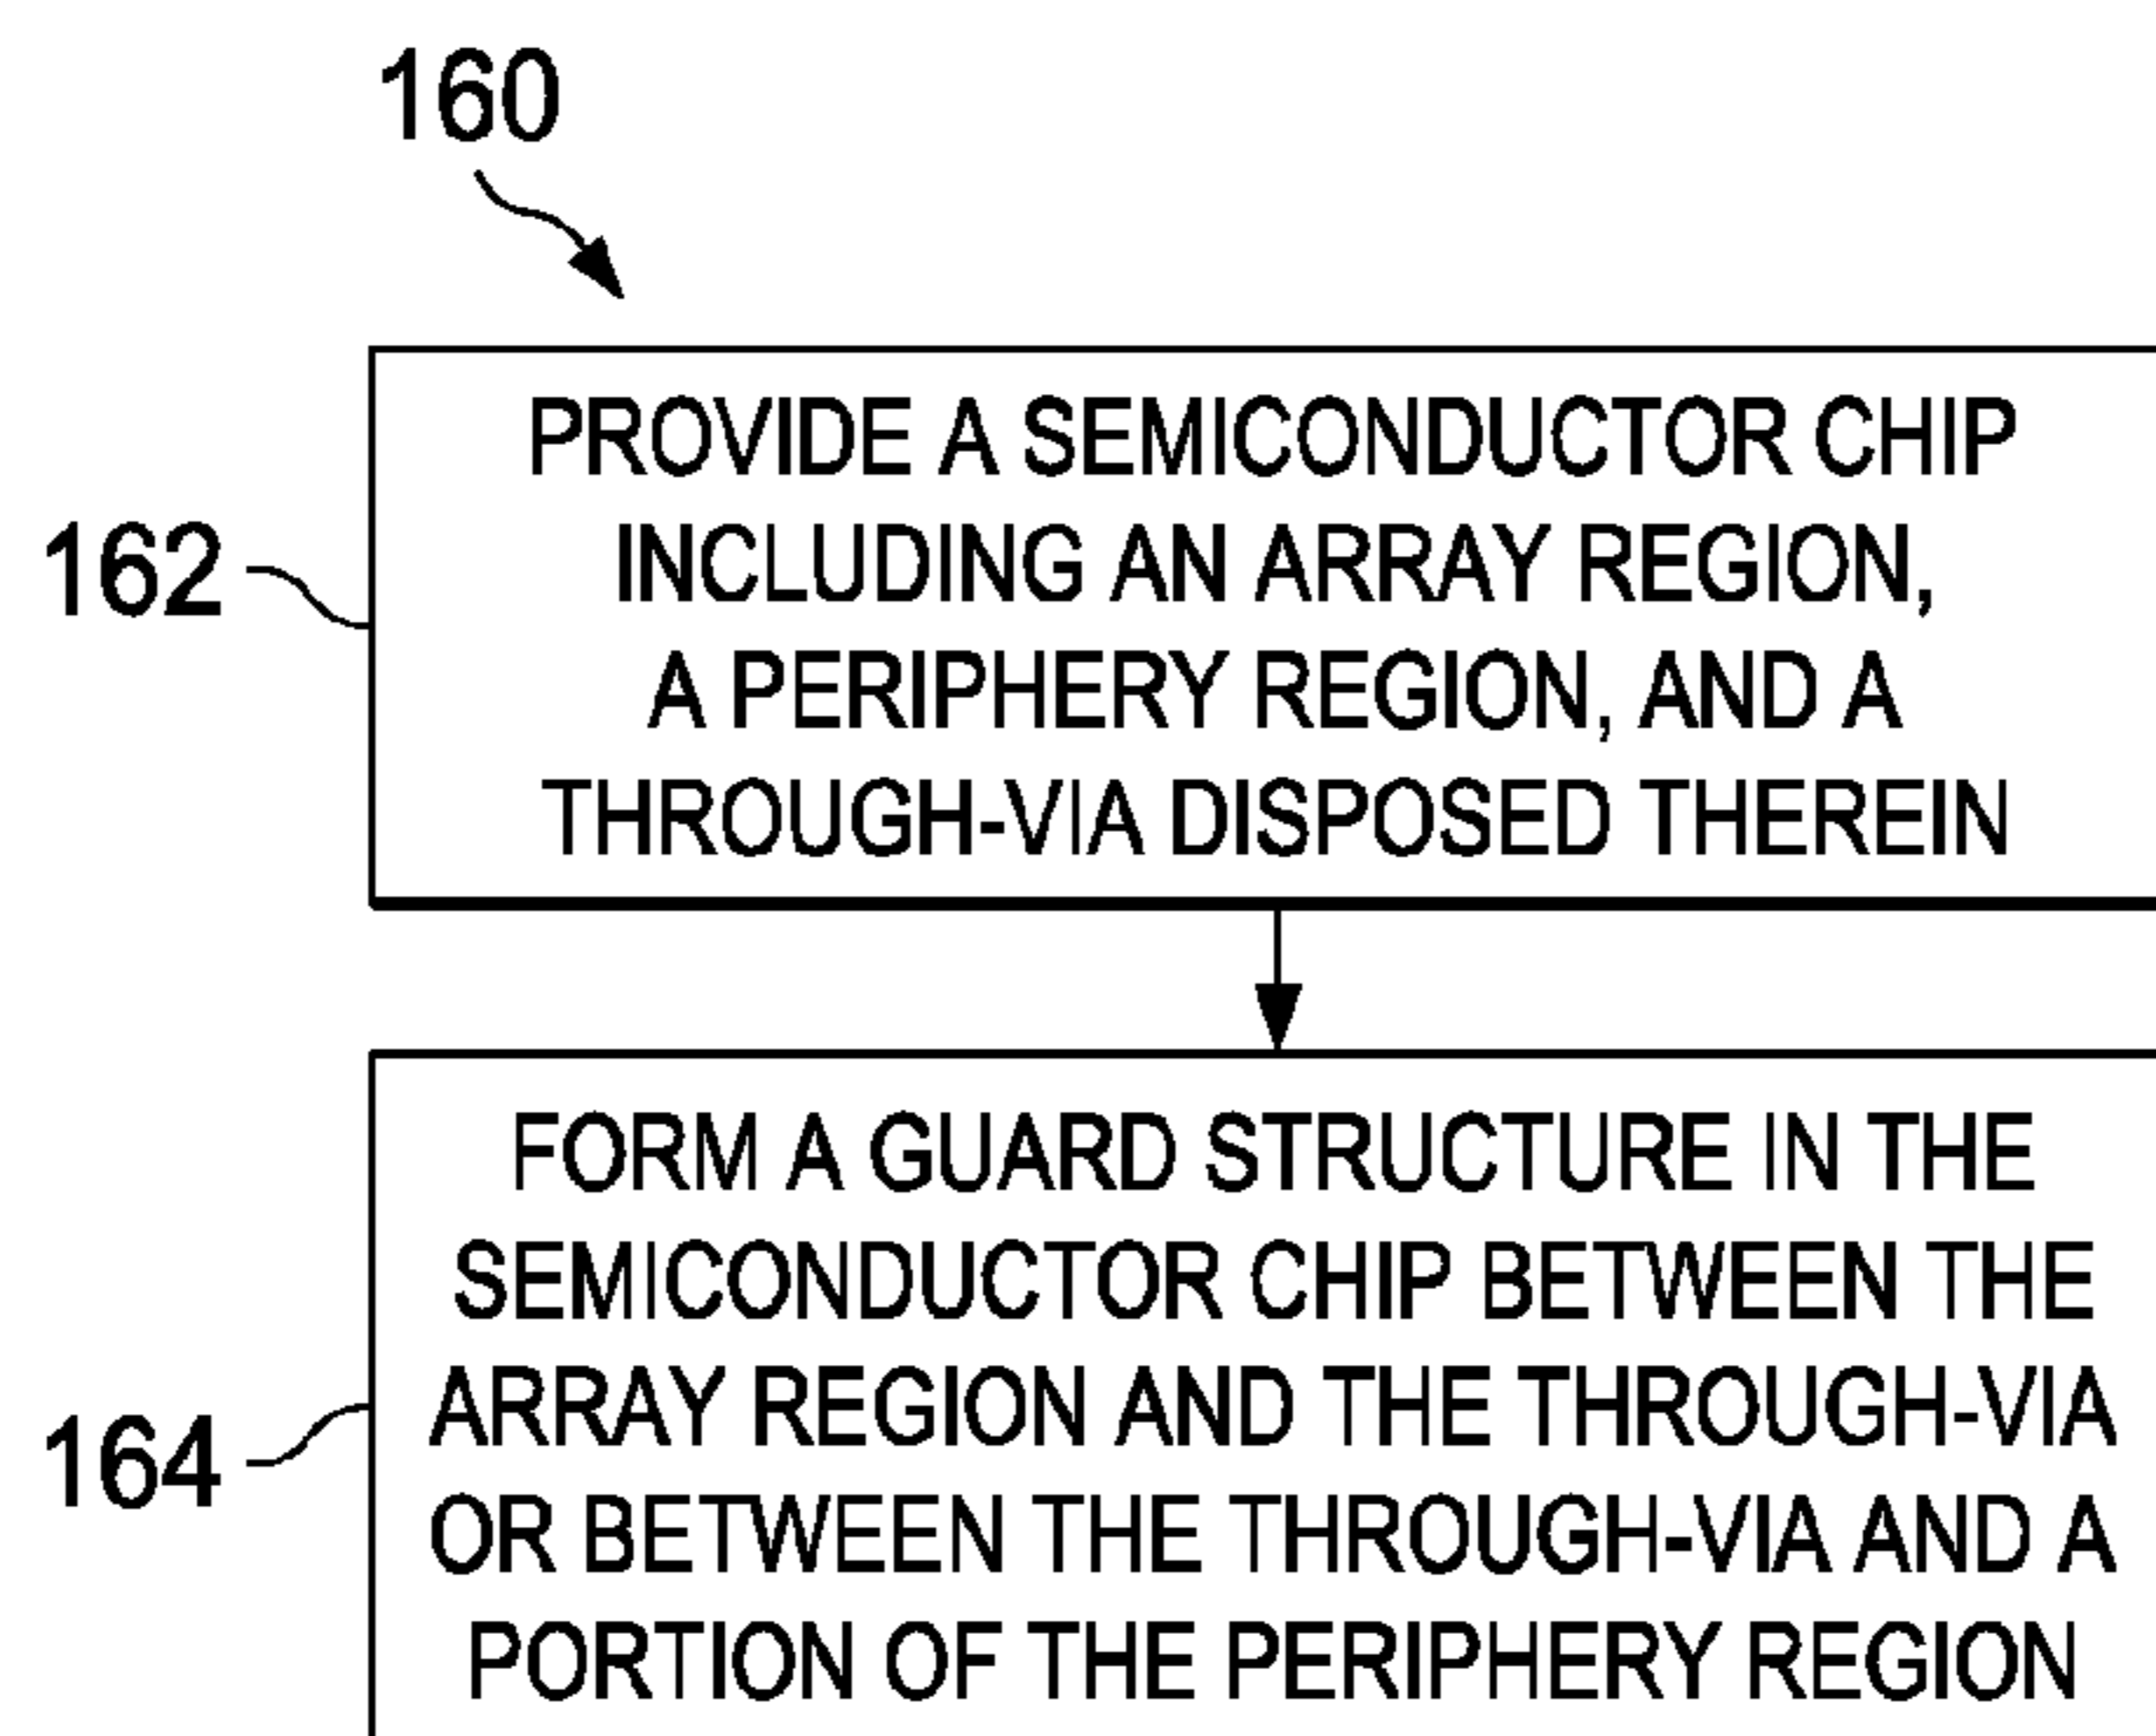 160
162
PROVIDE A SEMICONDUCTOR CHIP
INCLUDING AN ARRAY REGION,
A PERIPHERY REGION, AND A
THROUGH-VIA DISPOSED THEREIN
164
FORM A GUARD STRUCTURE IN THE
SEMICONDUCTOR CHIP BETWEEN THE
ARRAY REGION AND THE THROUGH-VIA
OR BETWEEN THE THROUGH-VIA AND A
PORTION OF THE PERIPHERY REGION